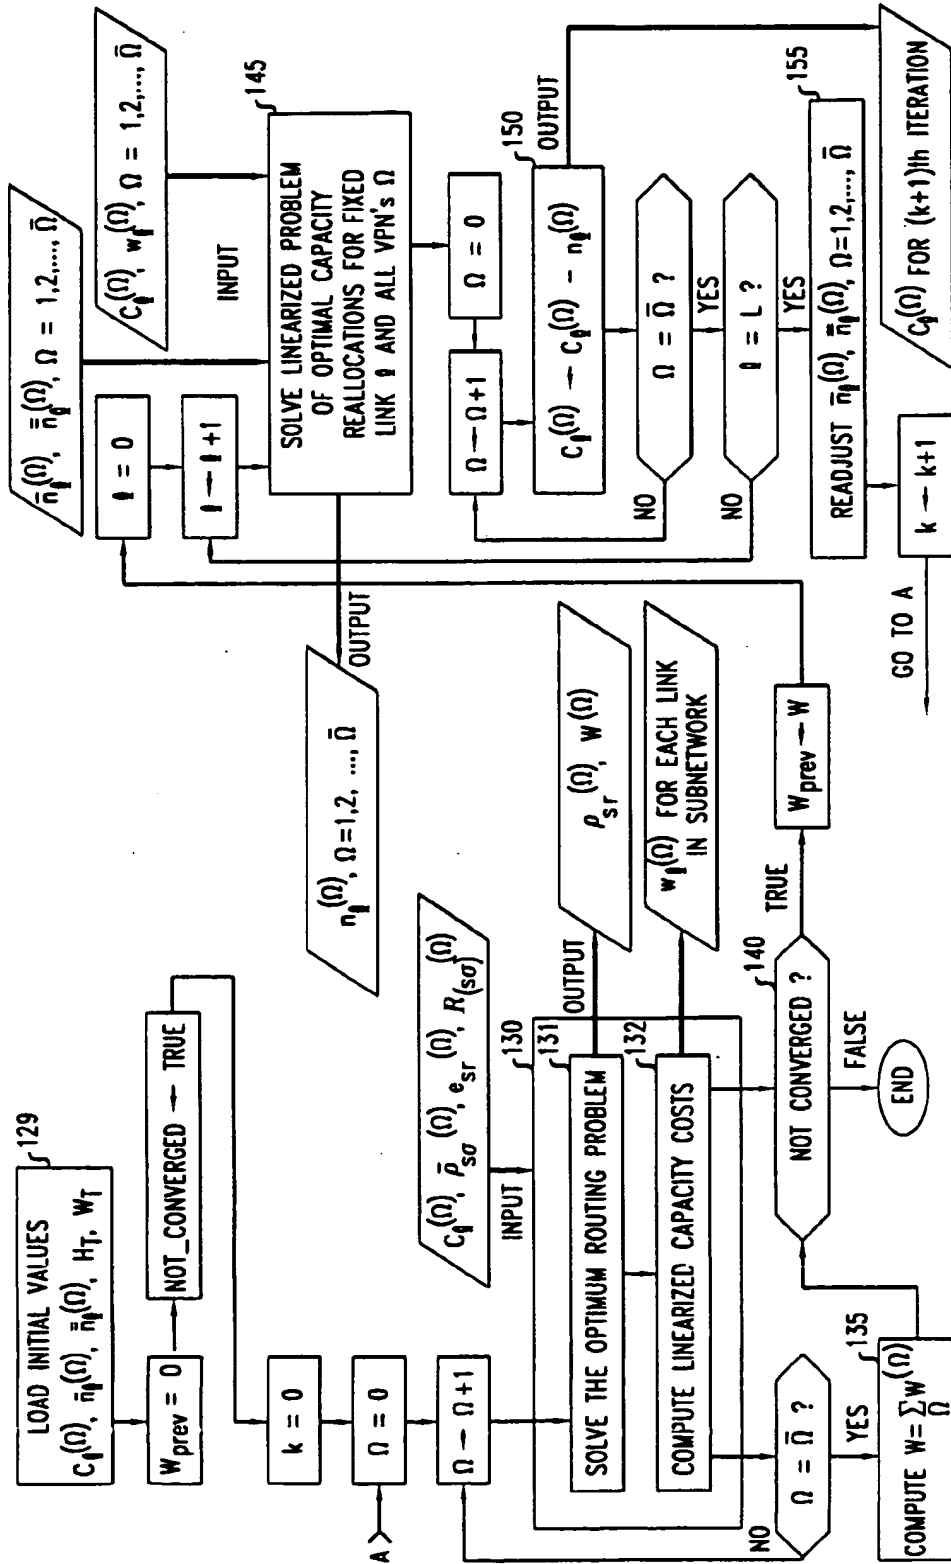 LOAD INITIAL VALUES
C_ℓ^(Ω), n̄_ℓ^(Ω), n̿_ℓ^(Ω), H_T, W_T
129
W_prev = 0
NOT_CONVERGED → TRUE
k = 0
A
Ω = 0
Ω → Ω+1
C_ℓ^(Ω), ρ̄_sσ^(Ω), e_sr^(Ω), R_(sσ)^(Ω)
INPUT
130
131
SOLVE THE OPTIMUM ROUTING PROBLEM
OUTPUT
ρ_sr^(Ω), W^(Ω)
132
COMPUTE LINEARIZED CAPACITY COSTS
w_ℓ^(Ω) FOR EACH LINK
IN SUBNETWORK
Ω = Ω̄ ?
NO
YES
135
COMPUTE W=∑_Ω W^(Ω)
140
NOT CONVERGED ?
TRUE
FALSE
END
W_prev → W
n̄_ℓ^(Ω), n̿_ℓ^(Ω), Ω = 1,2,..., Ω̄
C_ℓ^(Ω), w_ℓ^(Ω), Ω = 1,2,..., Ω̄
ℓ = 0
ℓ → ℓ+1
INPUT
145
SOLVE LINEARIZED PROBLEM
OF OPTIMAL CAPACITY
REALLOCATIONS FOR FIXED
LINK ℓ AND ALL VPN's Ω
OUTPUT
n_ℓ^(Ω), Ω=1,2, ..., Ω̄
Ω = 0
Ω → Ω+1
150
C_ℓ^(Ω) → C_ℓ^(Ω) − n_ℓ^(Ω)
OUTPUT
C_ℓ^(Ω) FOR (k+1)th ITERATION
Ω = Ω̄ ?
NO
YES
ℓ = L ?
NO
YES
155
READJUST n̄_ℓ^(Ω), n̿_ℓ^(Ω), Ω=1,2,..., Ω̄
k → k+1
GO TO A